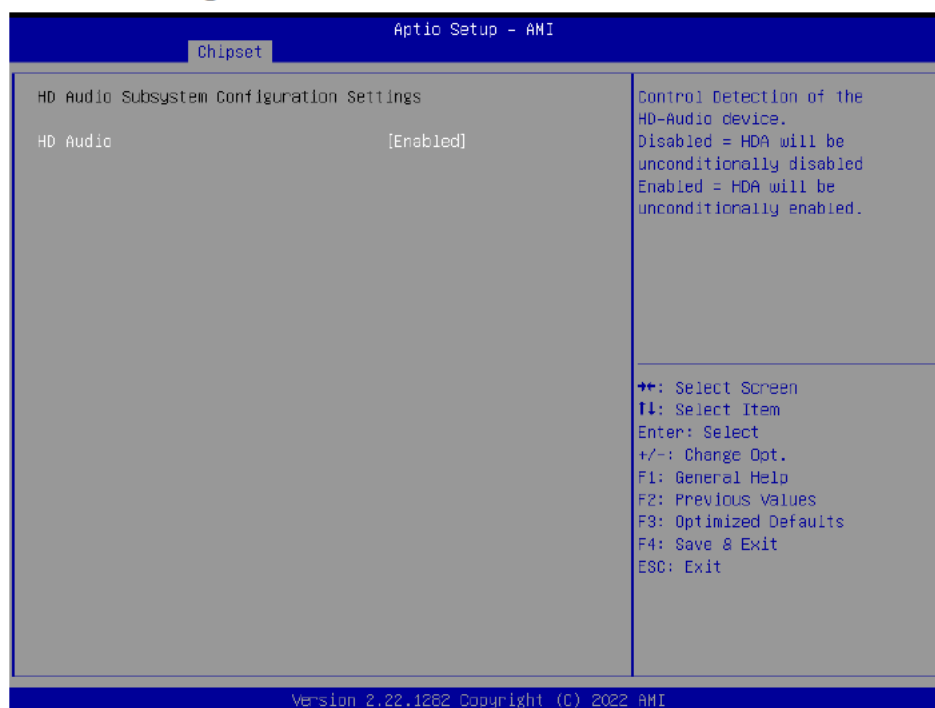 Aptio Setup - AMI
Chipset
HD Audio Subsystem Configuration Settings
HD Audio [Enabled]
Control Detection of the
HD-Audio device.
Disabled = HDA will be
unconditionally disabled
Enabled = HDA will be
unconditionally enabled.
→←: Select Screen
↑↓: Select Item
Enter: Select
+/-: Change Opt.
F1: General Help
F2: Previous Values
F3: Optimized Defaults
F4: Save & Exit
ESC: Exit
Version 2.22.1282 Copyright (C) 2022 AMI